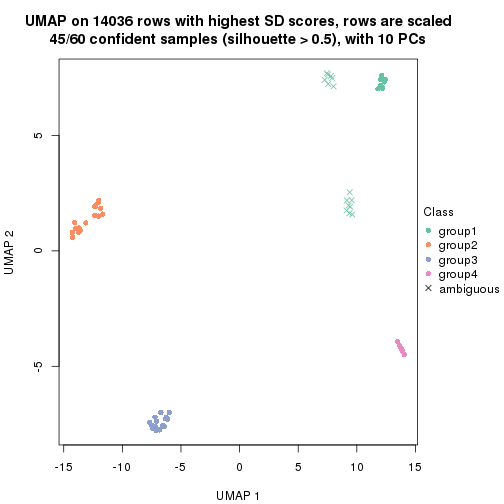 UMAP on 14036 rows with highest SD scores, rows are scaled
45/60 confident samples (silhouette > 0.5), with 10 PCs
5
0
-5
UMAP 2
-15 -10 -5 0 5 10 15
UMAP 1
Class
group1
group2
group3
group4
ambiguous